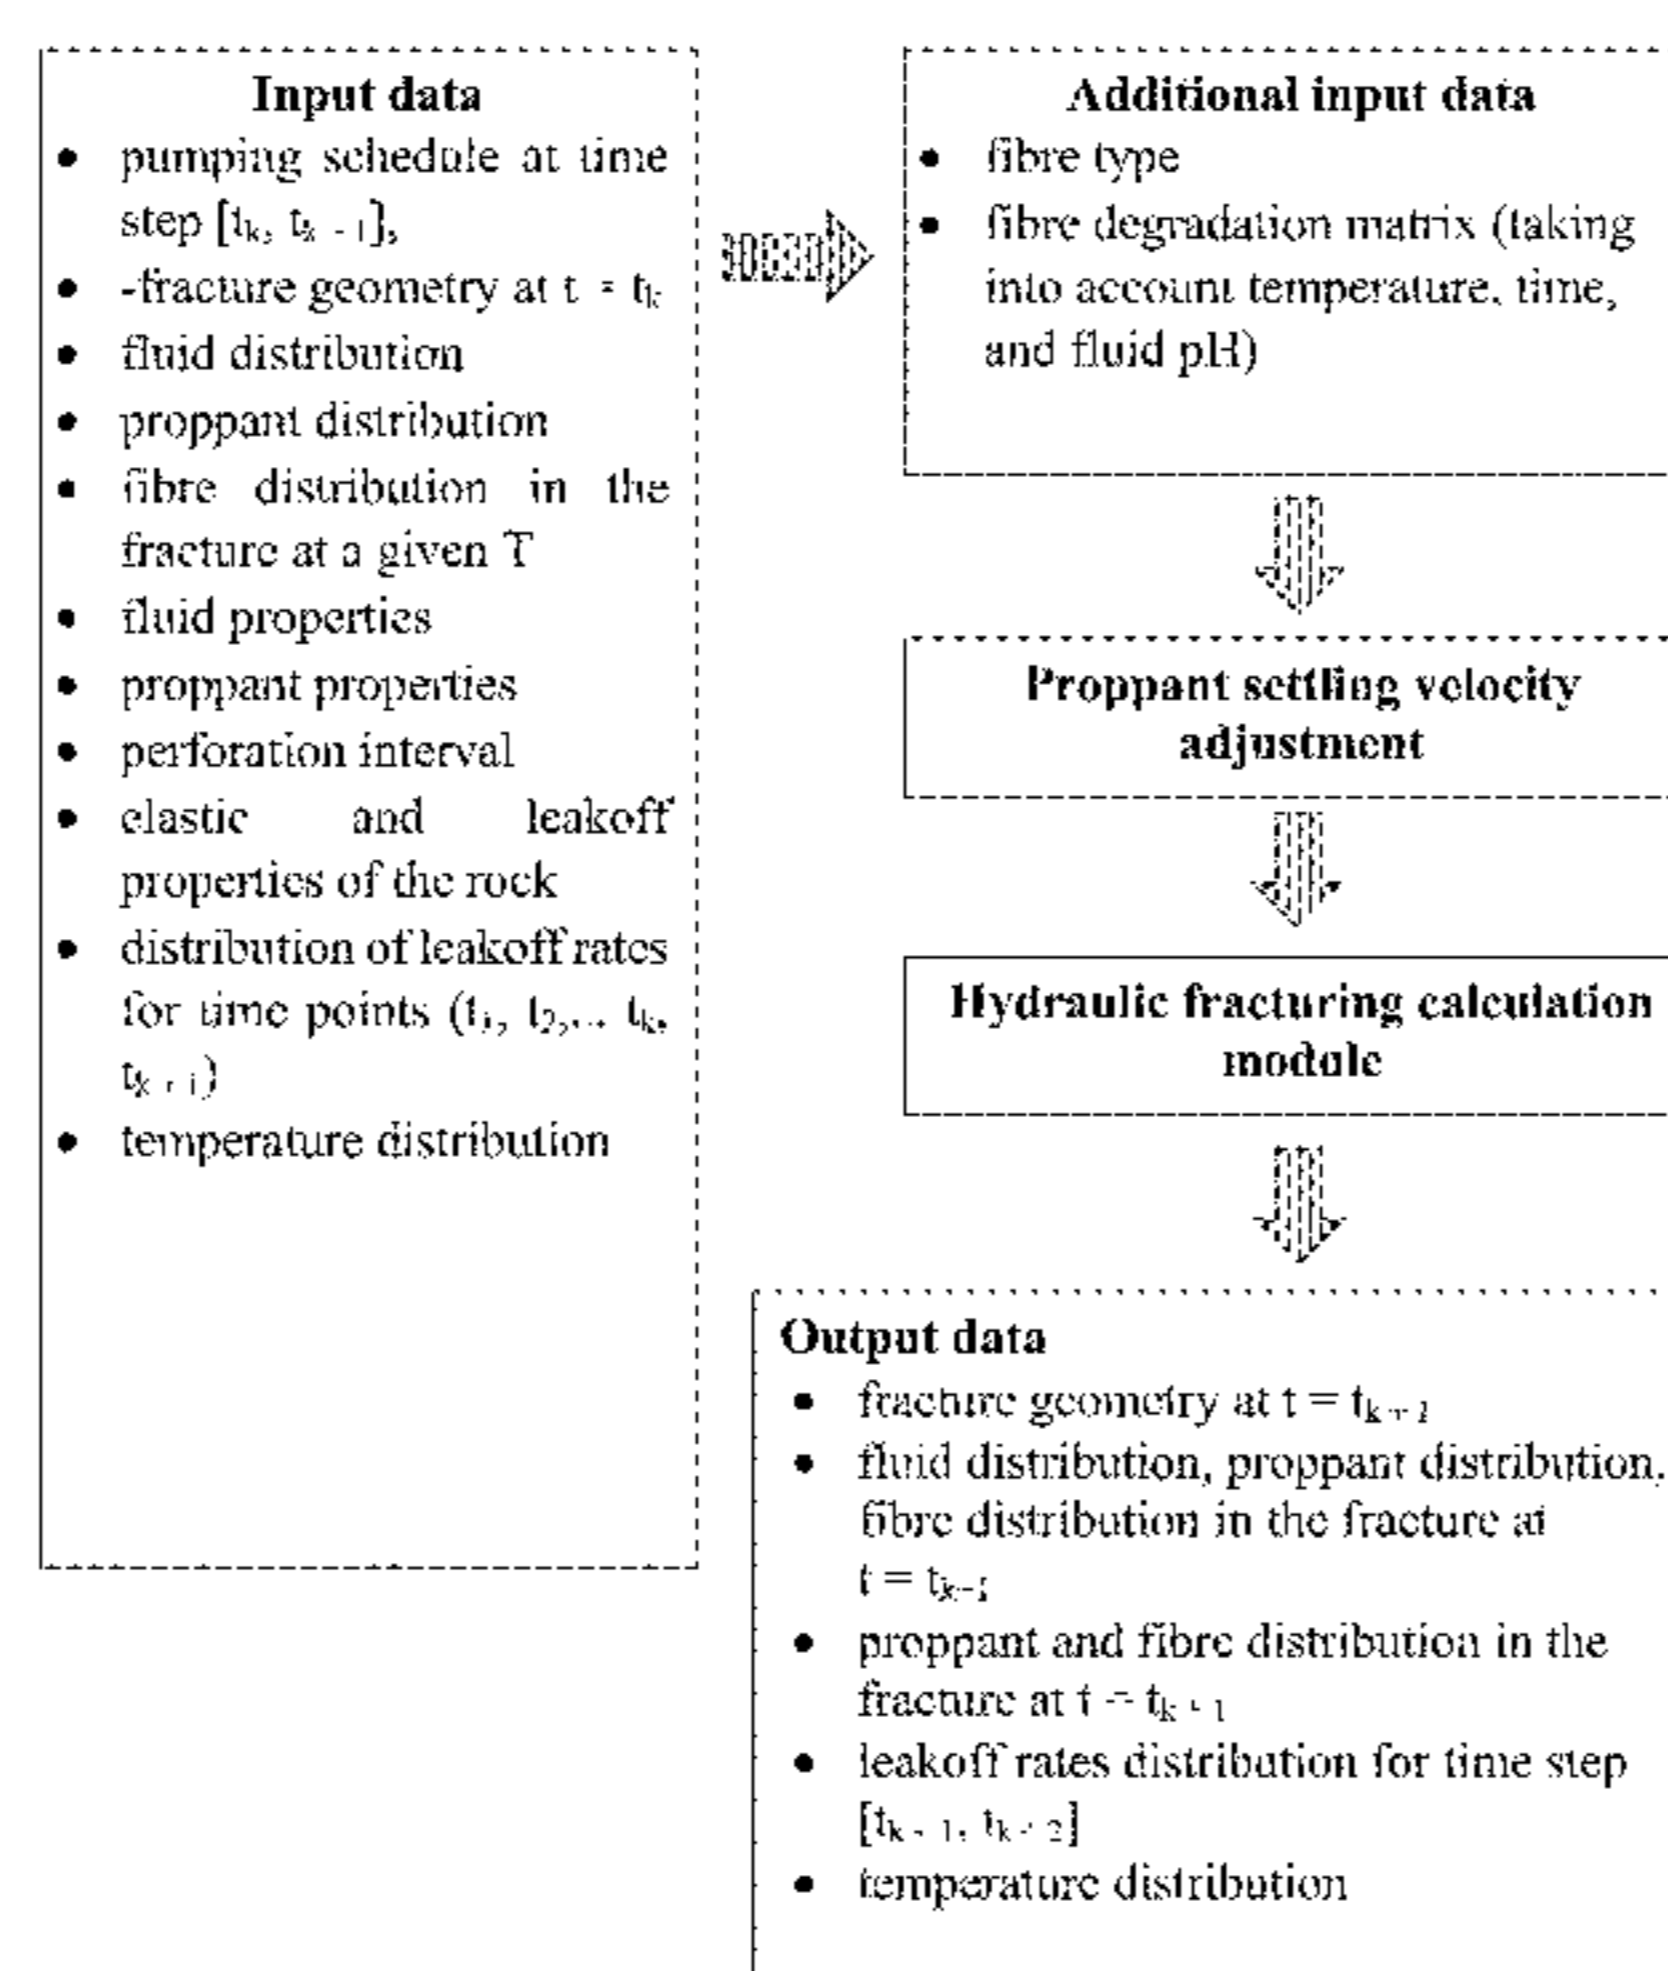 Input data
• pumping schedule at time
step [tₖ, tₖ₊₁],
• -fracture geometry at t = tₖ
• fluid distribution
• proppant distribution
• fibre distribution in the
fracture at a given T
• fluid properties
• proppant properties
• perforation interval
• elastic and leakoff
properties of the rock
• distribution of leakoff rates
for time points (t₁, t₂,.. tₖ,
tₖ₊₁)
• temperature distribution
Additional input data
• fibre type
• fibre degradation matrix (taking
into account temperature, time,
and fluid pH)
Proppant settling velocity
adjustment
Hydraulic fracturing calculation
module
Output data
• fracture geometry at t = tₖ₊₁
• fluid distribution, proppant distribution,
fibre distribution in the fracture at
t = tₖ₊₁
• proppant and fibre distribution in the
fracture at t = tₖ₊₁
• leakoff rates distribution for time step
[tₖ₊₁, tₖ₊₂]
• temperature distribution